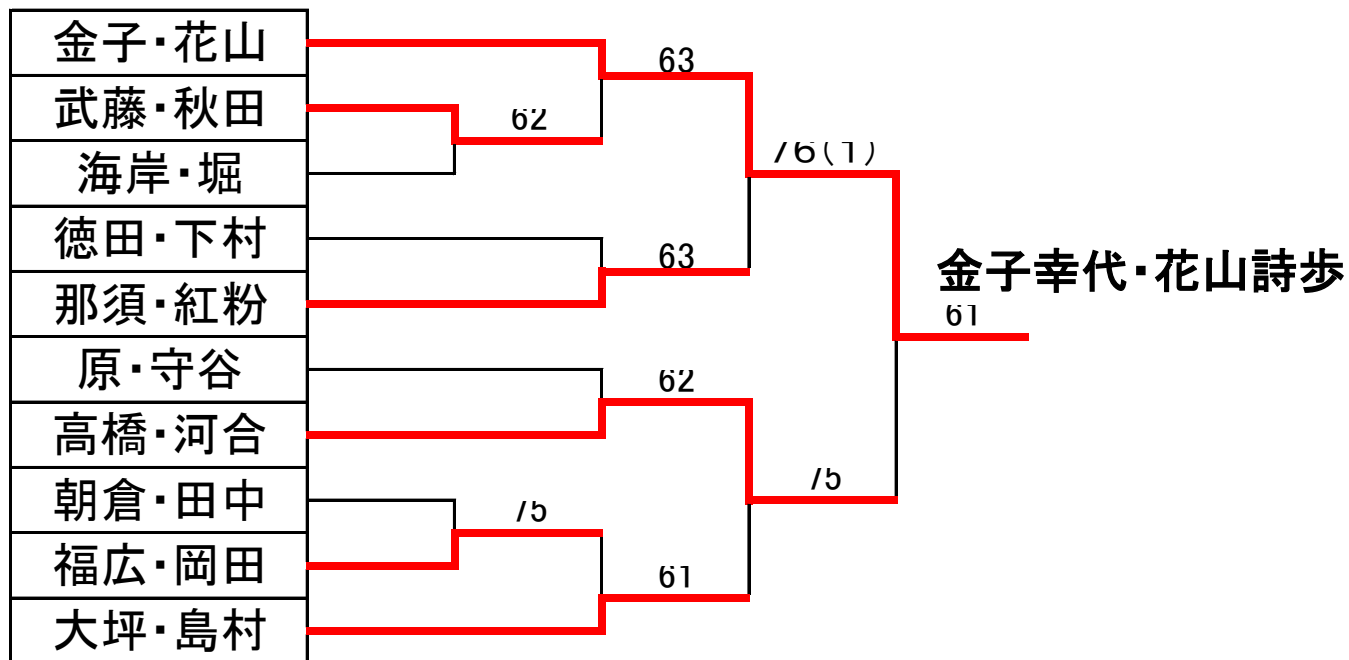 金子・花山
63
武藤・秋田
62
海岸・堀
76(1)
徳田・下村
63
金子幸代・花山詩歩
那須・紅粉
61
原・守谷
62
高橋・河合
朝倉・田中
75
75
福広・岡田
61
大坪・島村